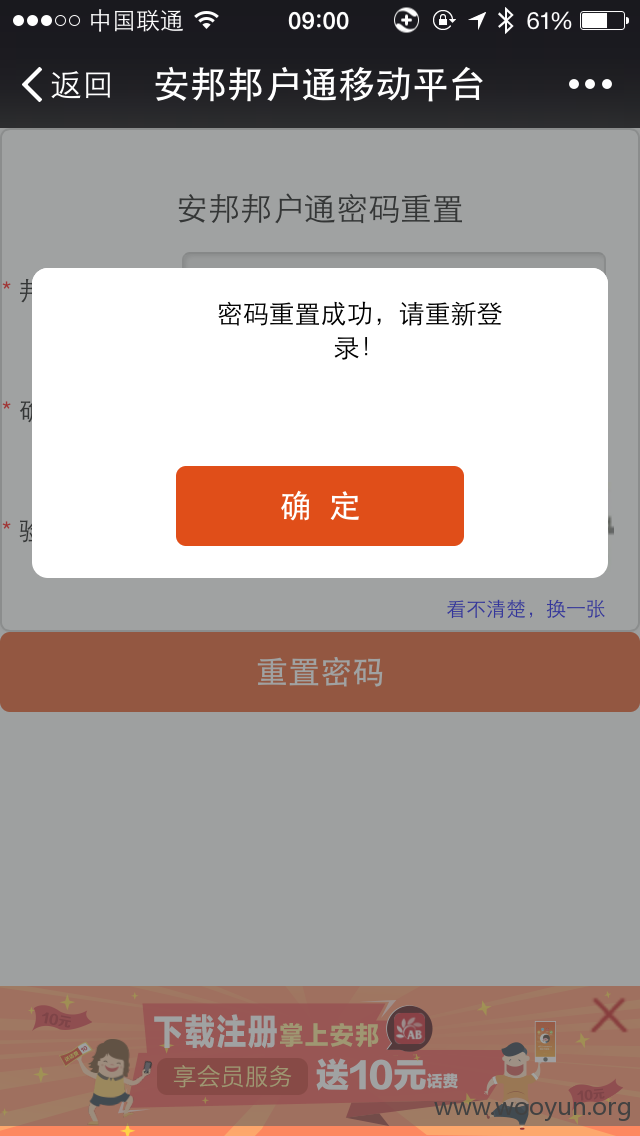 中国联通 09:00 61%
返回 安邦邦户通移动平台
安邦邦户通密码重置
*
密码重置成功，请重新登
录！
*
确 定
*
看不清楚，换一张
重置密码
10元
下载注册掌上安邦
AB
享会员服务 送10元话费
10元
www.wooyun.org